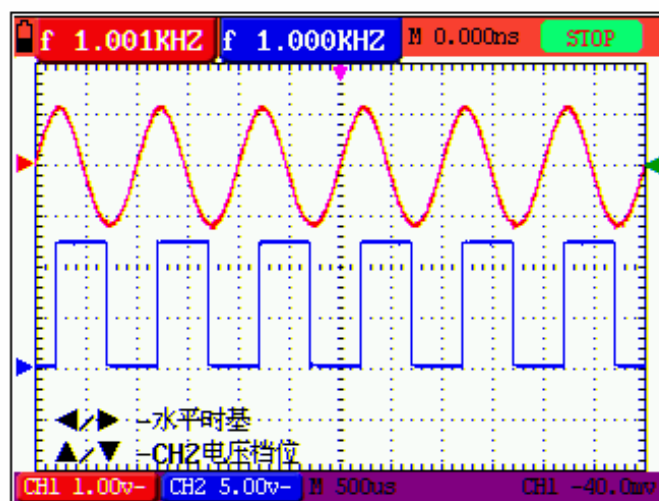 f 1.001KHZ f 1.000KHZ M 0.000ns STOP
◀/▶ -水平时基
▲/▼ -CH2电压档位
CH1 1.00v- CH2 5.00v- M 500us CH1 -40.0mv